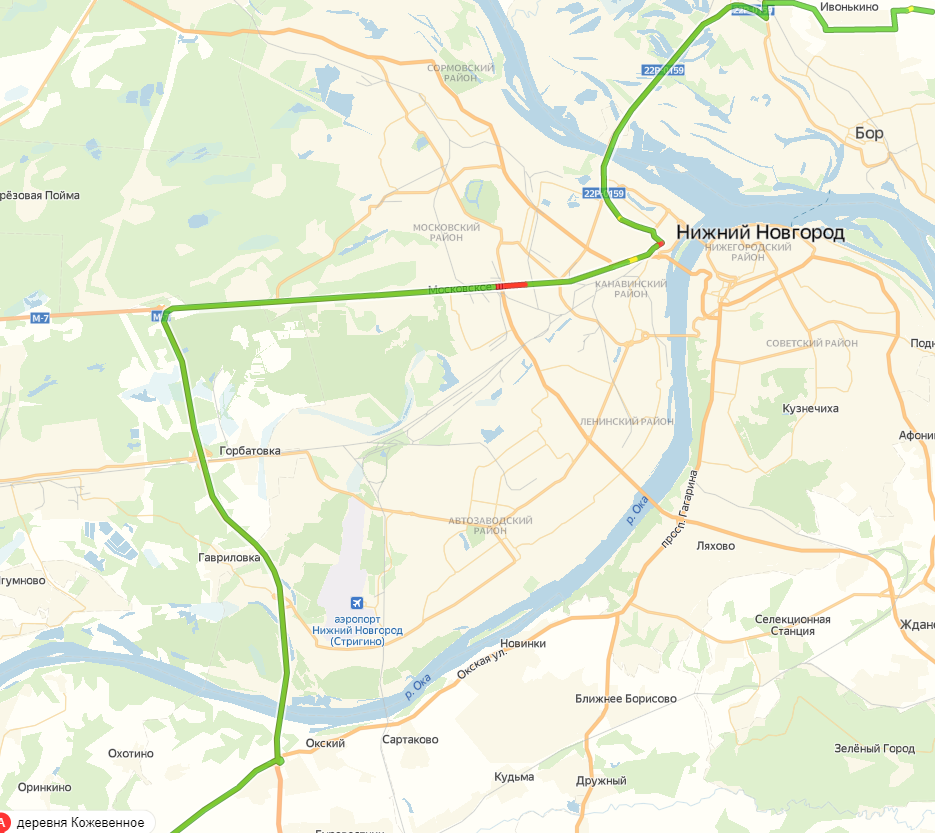 Ивонькино
22Р-0159
СОРМОВСКИЙ
РАЙОН
Бор
рёзовая Пойма
22Р-0159
МОСКОВСКИЙ
РАЙОН
Нижний Новгород
НИЖЕГОРОДСКИЙ
РАЙОН
Московское ш.
КАНАВИНСКИЙ
РАЙОН
М-7
СОВЕТСКИЙ РАЙОН
Подн
Кузнечиха
ЛЕНИНСКИЙ РАЙОН
Афони
Горбатовка
просп. Гагарина
р. Ока
АВТОЗАВОДСКИЙ
РАЙОН
Ляхово
Гавриловка
гумново
аэропорт
Нижний Новгород
(Стригино)
Селекционная
Станция
Ждано
Новинки
Окская ул.
р. Ока
Ближнее Борисово
Окский
Сартаково
Охотино
Зелёный Город
Кудьма
Дружный
Оринкино
А деревня Кожевенное